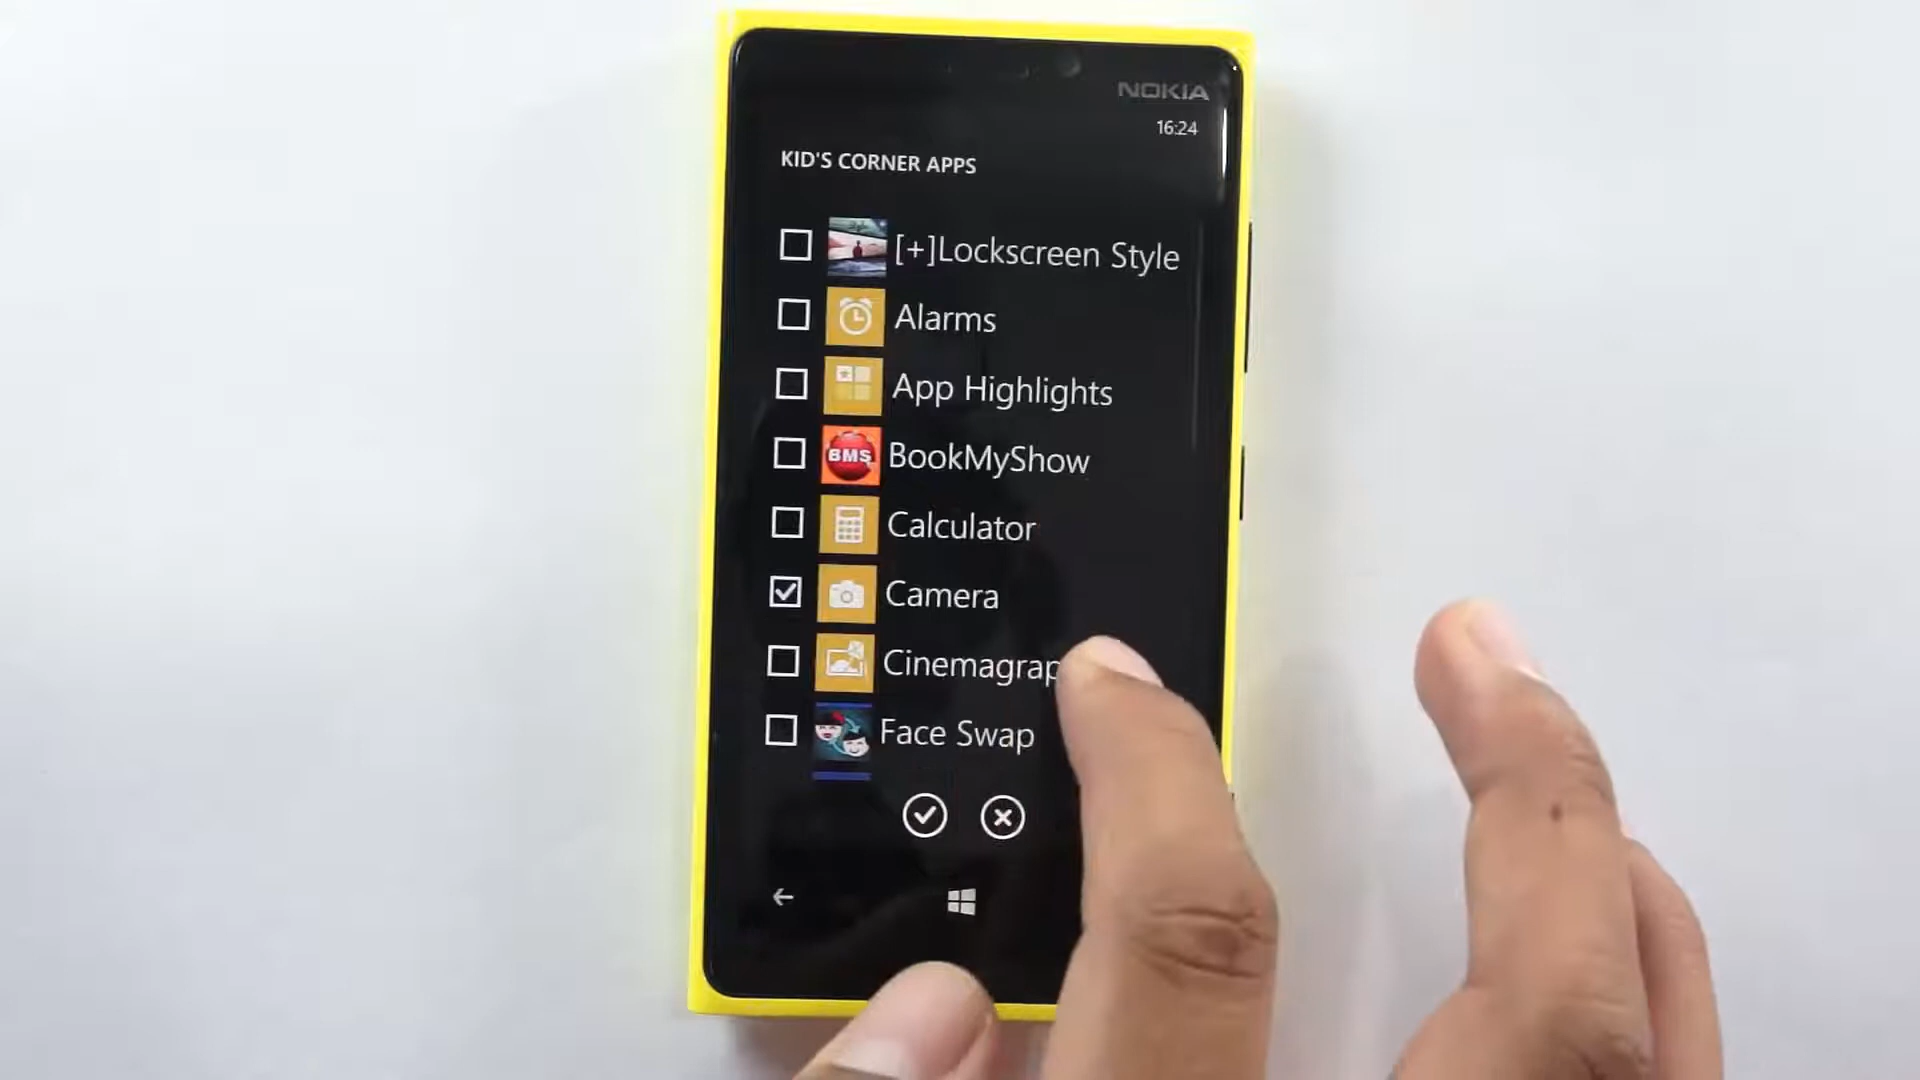 NOKIA
16:24
KID'S CORNER APPS
[+]Lockscreen Style
Alarms
App Highlights
BMS
BookMyShow
Calculator
Camera
Cinemagrap
Face Swap